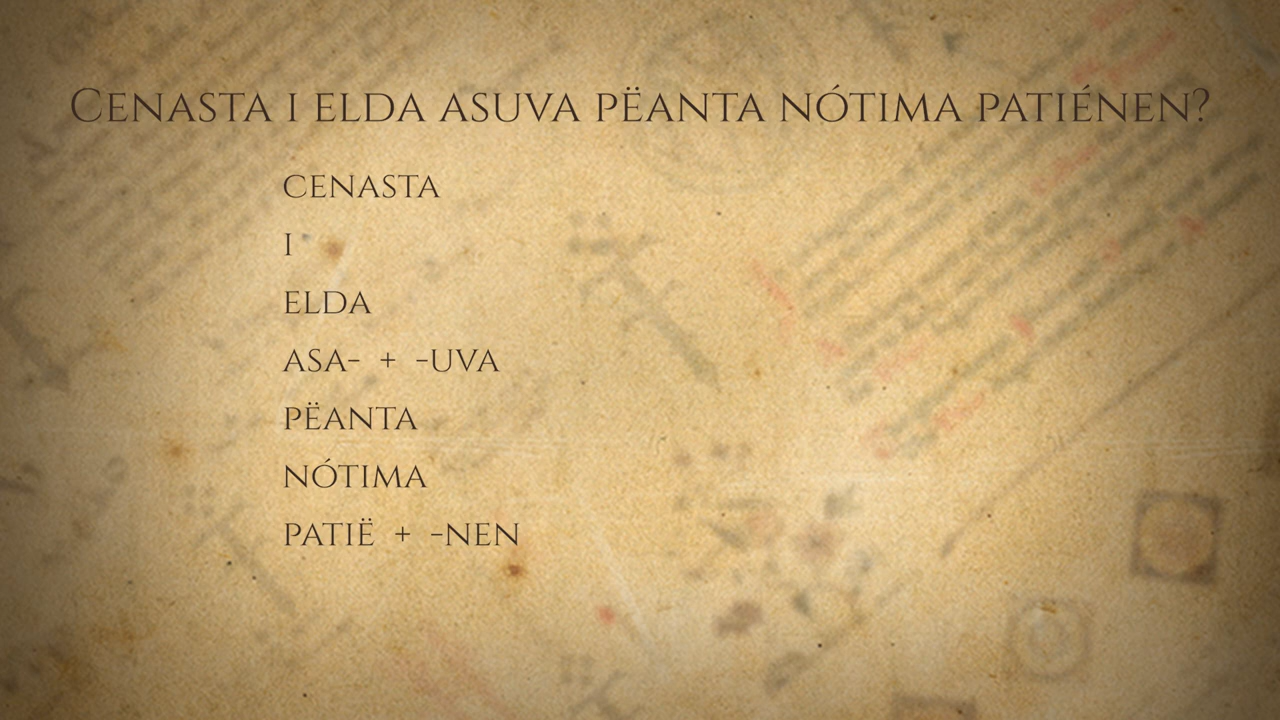 Cenasta i elda asuva pëanta nótima patiénen?
cenasta
i
elda
asa- + -uva
pëanta
nótima
patië + -nen